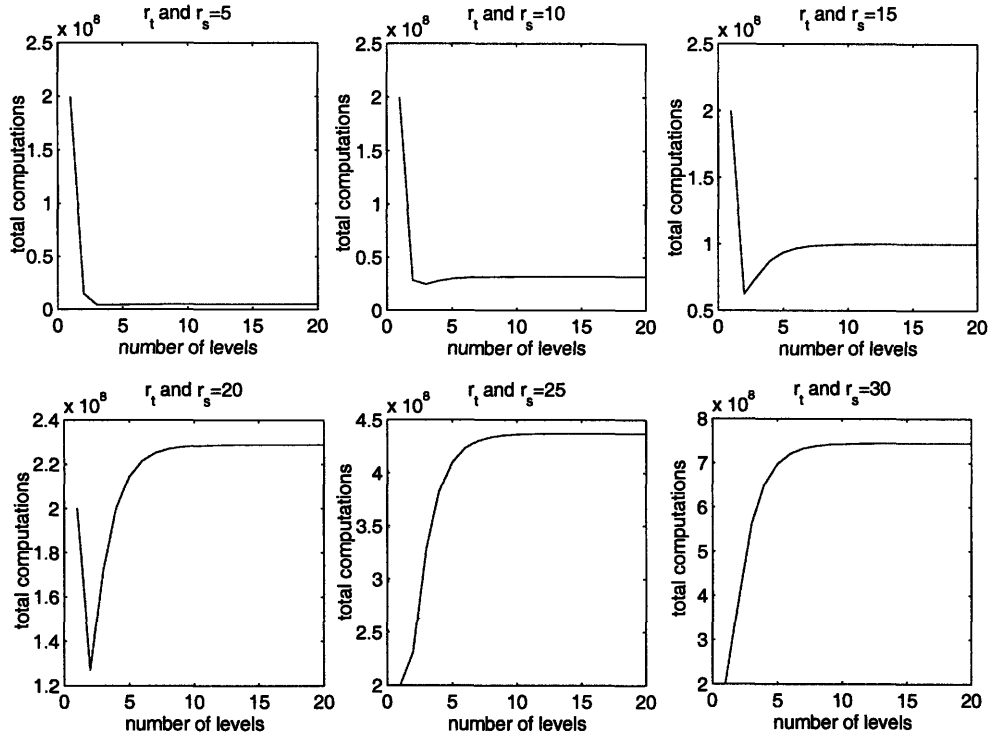 r_t and r_s=5
x 10^8
2.5
2
1.5
1
0.5
0
0 5 10 15 20
total computations
number of levels
r_t and r_s=10
x 10^8
2.5
2
1.5
1
0.5
0
0 5 10 15 20
total computations
number of levels
r_t and r_s=15
x 10^8
2.5
2
1.5
1
0.5
0 5 10 15 20
total computations
number of levels
r_t and r_s=20
x 10^8
2.4
2.2
2
1.8
1.6
1.4
1.2
0 5 10 15 20
total computations
number of levels
r_t and r_s=25
x 10^8
4.5
4
3.5
3
2.5
2
0 5 10 15 20
total computations
number of levels
r_t and r_s=30
x 10^8
8
7
6
5
4
3
2
0 5 10 15 20
total computations
number of levels